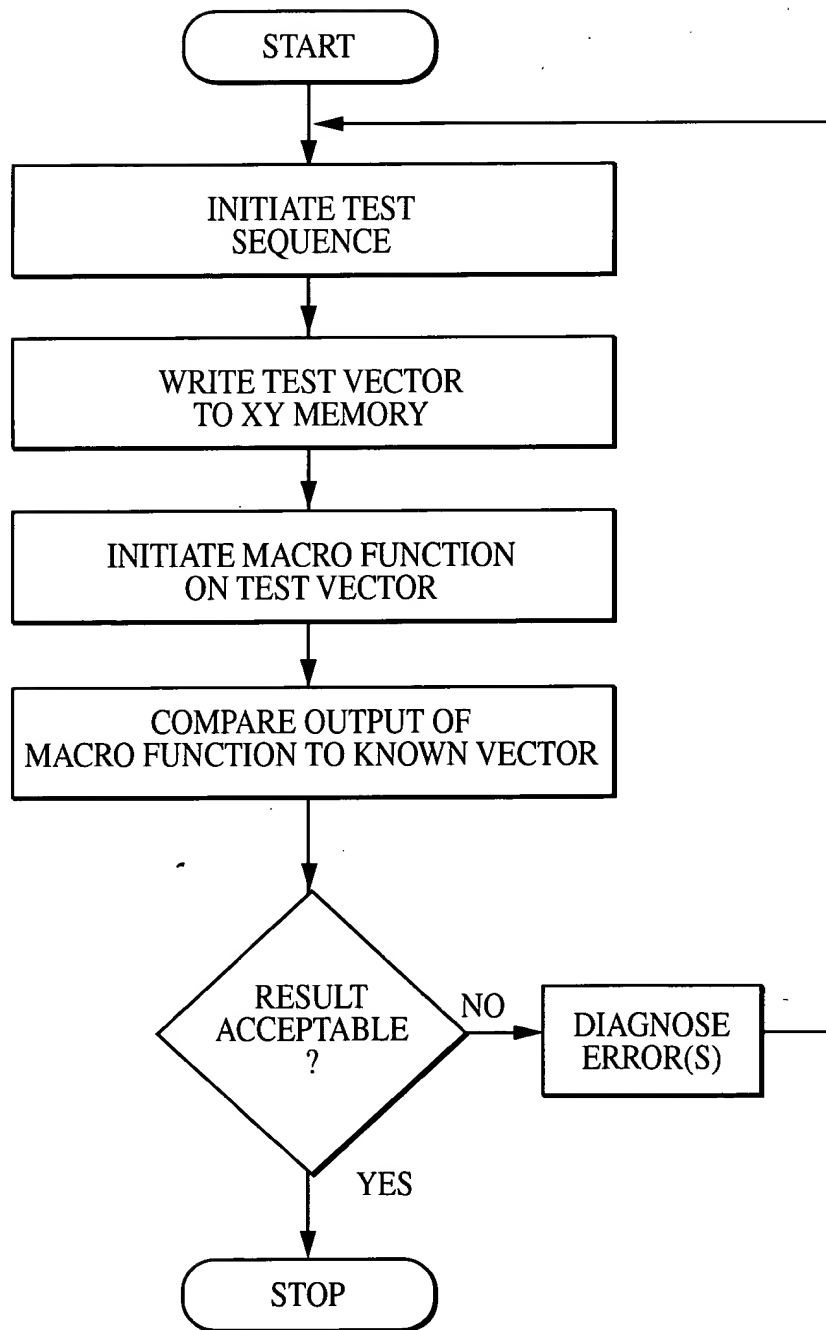 START
INITIATE TEST
SEQUENCE
WRITE TEST VECTOR
TO XY MEMORY
INITIATE MACRO FUNCTION
ON TEST VECTOR
COMPARE OUTPUT OF
MACRO FUNCTION TO KNOWN VECTOR
RESULT
ACCEPTABLE
?
NO
DIAGNOSE
ERROR(S)
YES
STOP